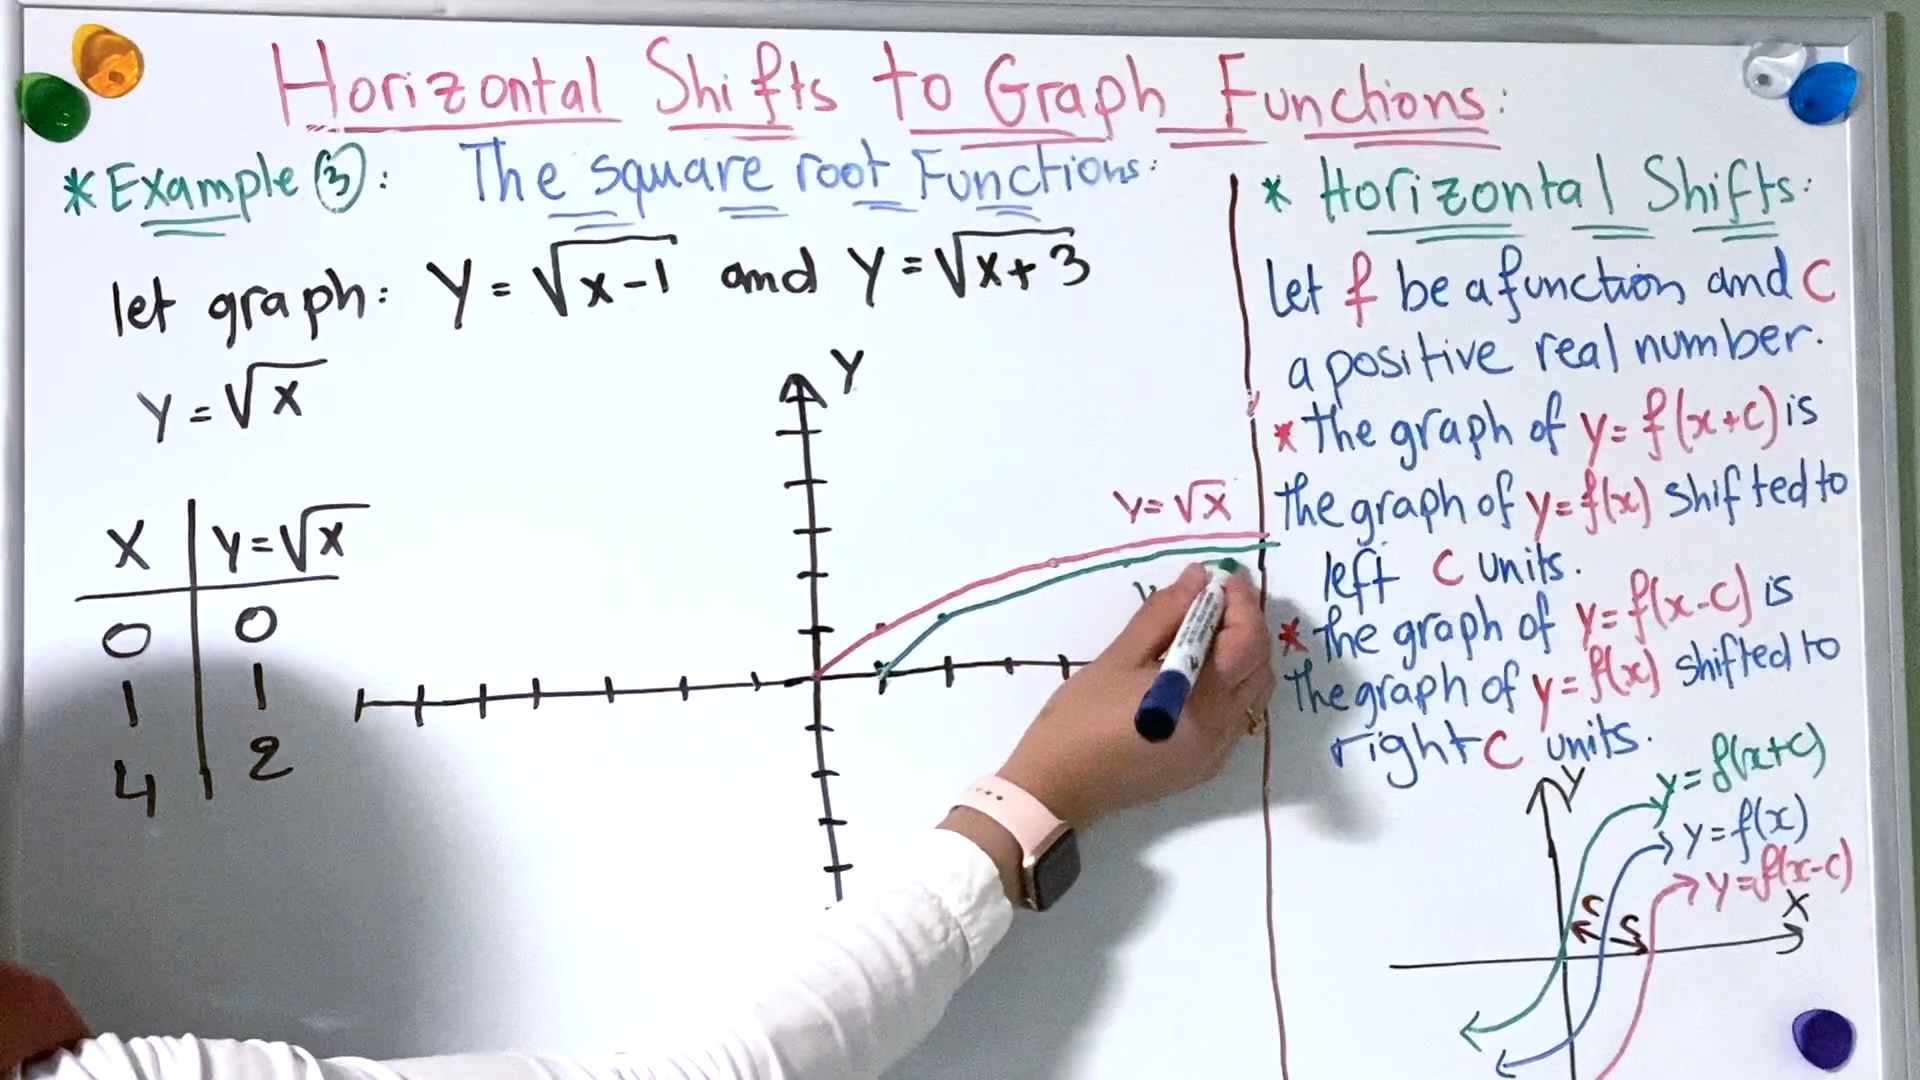 Horizontal Shifts to Graph Functions:
*Example ③: The square root Functions:
let graph: Y=√x-1 and Y=√x+3
Y=√x
X Y=√x
0 0
1 1
4 2
Y
Y=√x
* Horizontal Shifts:
Let f be a function and C
a positive real number.
* The graph of y=f(x+c) is
the graph of y=f(x) shifted to
left C units.
* The graph of y=f(x-c) is
the graph of y=f(x) shifted to
right C units.
Y
y=f(x+c)
y=f(x)
y=f(x-c)
X
c
c